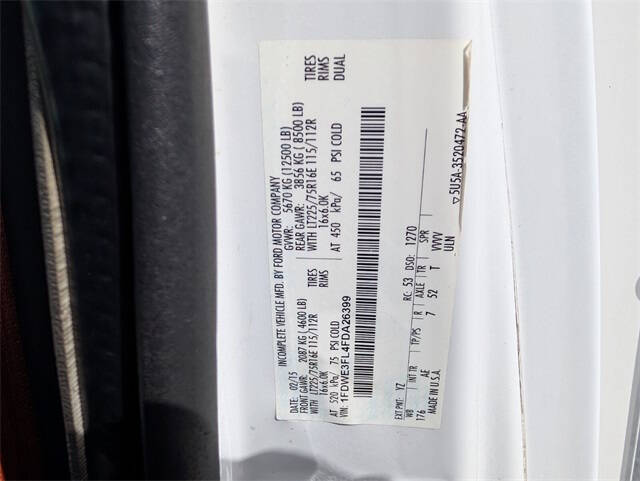 INCOMPLETE VEHICLE MFD. BY FORD MOTOR COMPANY
DATE: 02/15 GVWR: 5670 KG (12500 LB)
FRONT GAWR: 2087 KG (4600 LB) REAR GAWR: 3856 KG (8500 LB)
WITH LT225/75R16E 115/112R TIRES WITH LT225/75R16E 115/112R TIRES
16x6.0K RIMS 16x6.0K RIMS
AT 520 kPa/ 75 PSI COLD AT 450 kPa/ 65 PSI COLD DUAL
VIN: 1FDWE3FL4FDA26399
EXT PNT: YZ RC: 53 DSO: 1270
WB INT TR TP/PS R AXLE TR SPR
176 AE 7 52 T VVVV
MADE IN U.S.A. ULN
▽5U5A-3520472-AA